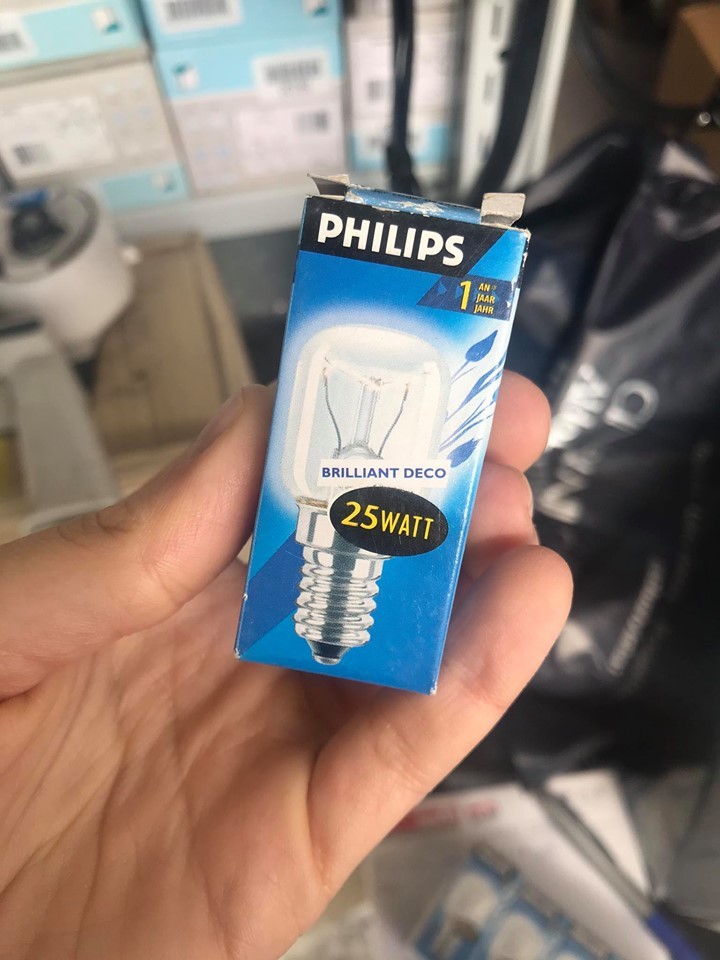 PHILIPS
1 AN
JAAR
JAHR
BRILLIANT DECO
25WATT